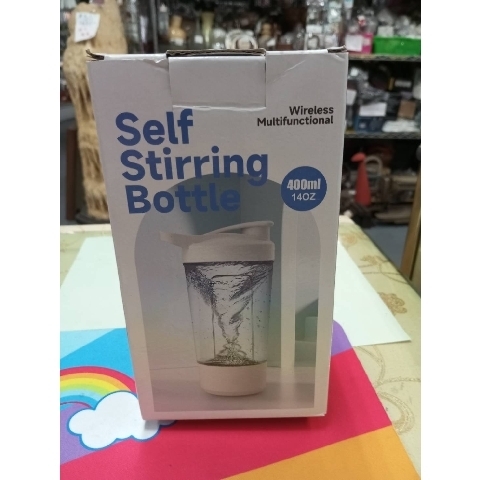 Self
Stirring
Bottle
Wireless
Multifunctional
400ml
14OZ